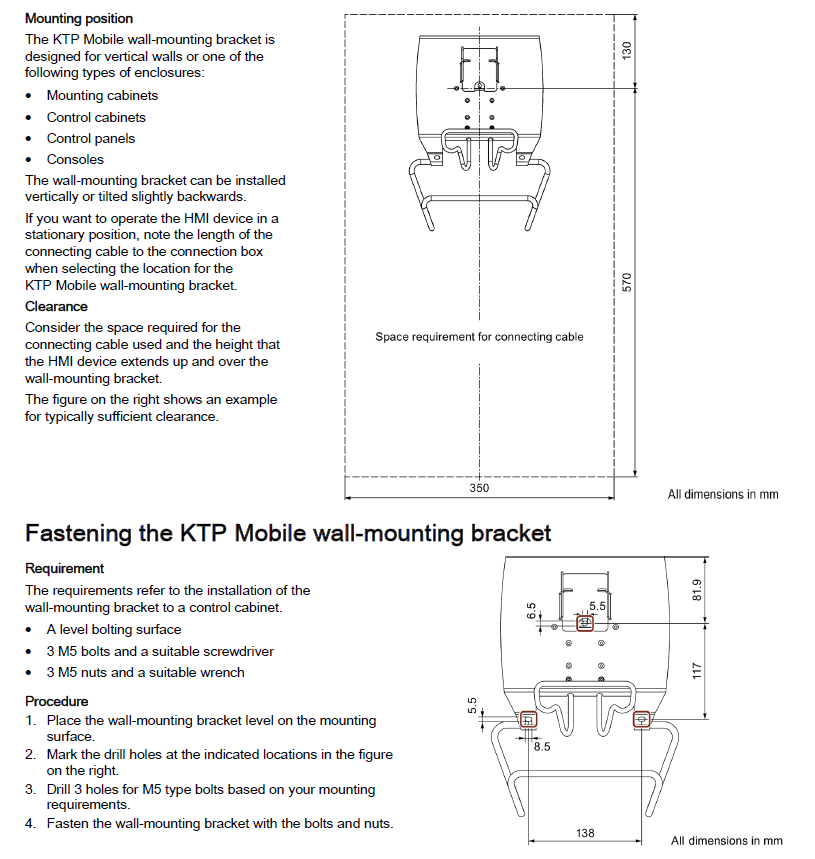 Mounting position
The KTP Mobile wall-mounting bracket is
designed for vertical walls or one of the
following types of enclosures:
• Mounting cabinets
• Control cabinets
• Control panels
• Consoles
The wall-mounting bracket can be installed
vertically or tilted slightly backwards.
If you want to operate the HMI device in a
stationary position, note the length of the
connecting cable to the connection box
when selecting the location for the
KTP Mobile wall-mounting bracket.
Clearance
Consider the space required for the
connecting cable used and the height that
the HMI device extends up and over the
wall-mounting bracket.
The figure on the right shows an example
for typically sufficient clearance.
130
570
Space requirement for connecting cable
350
All dimensions in mm
Fastening the KTP Mobile wall-mounting bracket
Requirement
The requirements refer to the installation of the
wall-mounting bracket to a control cabinet.
• A level bolting surface
• 3 M5 bolts and a suitable screwdriver
• 3 M5 nuts and a suitable wrench
Procedure
1. Place the wall-mounting bracket level on the mounting
surface.
2. Mark the drill holes at the indicated locations in the figure
on the right.
3. Drill 3 holes for M5 type bolts based on your mounting
requirements.
4. Fasten the wall-mounting bracket with the bolts and nuts.
81.9
6.5
5.5
117
5.5
8.5
138
All dimensions in mm